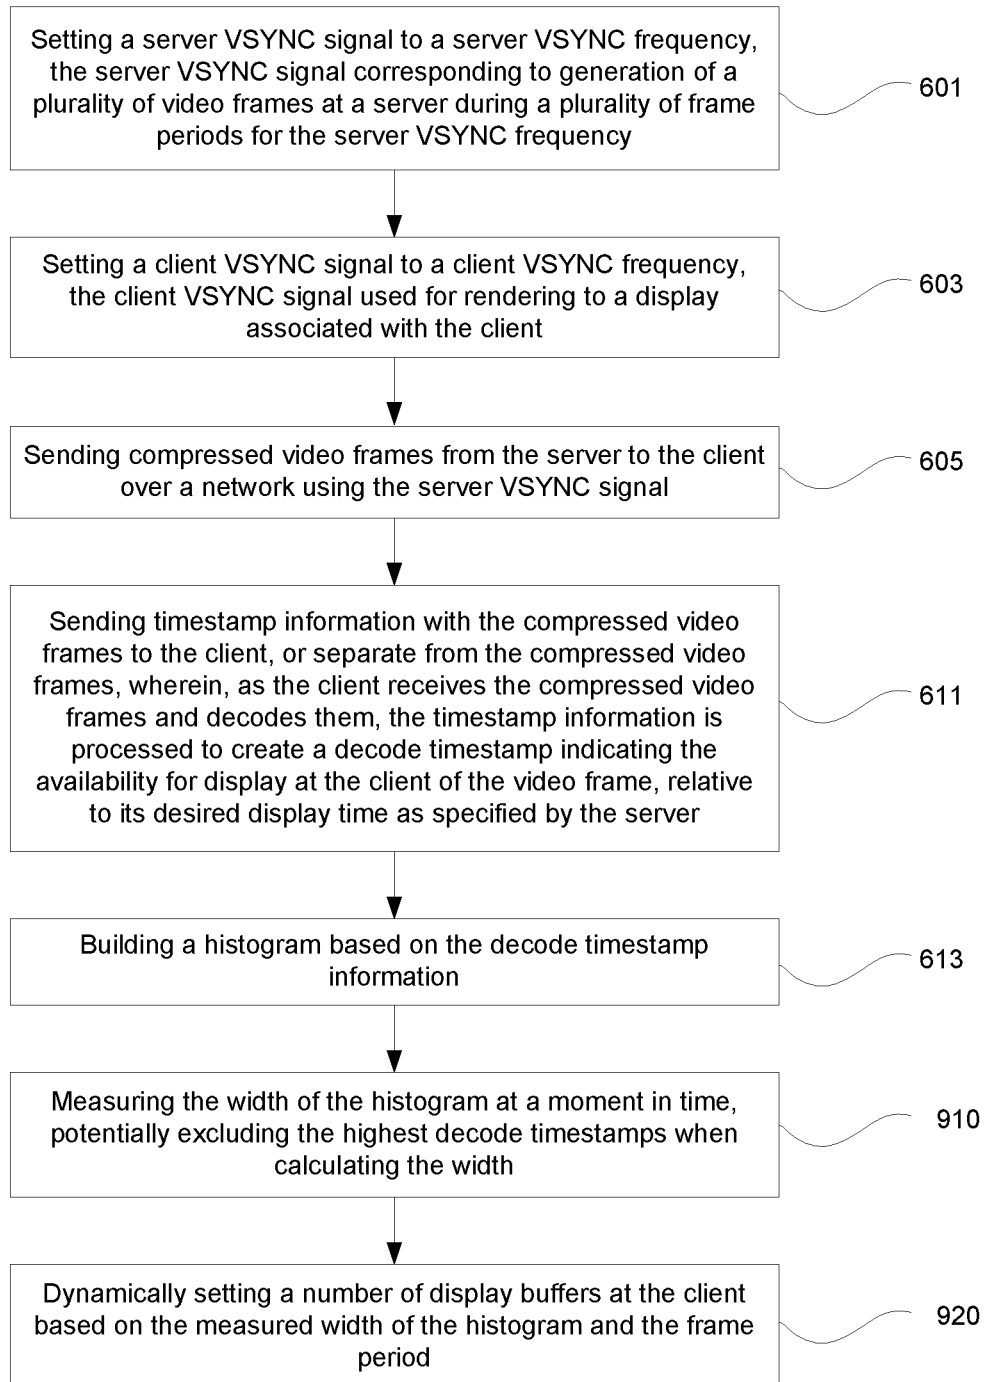 Setting a server VSYNC signal to a server VSYNC frequency,
the server VSYNC signal corresponding to generation of a
plurality of video frames at a server during a plurality of frame
periods for the server VSYNC frequency
601
Setting a client VSYNC signal to a client VSYNC frequency,
the client VSYNC signal used for rendering to a display
associated with the client
603
Sending compressed video frames from the server to the client
over a network using the server VSYNC signal
605
Sending timestamp information with the compressed video
frames to the client, or separate from the compressed video
frames, wherein, as the client receives the compressed video
frames and decodes them, the timestamp information is
processed to create a decode timestamp indicating the
availability for display at the client of the video frame, relative
to its desired display time as specified by the server
611
Building a histogram based on the decode timestamp
information
613
Measuring the width of the histogram at a moment in time,
potentially excluding the highest decode timestamps when
calculating the width
910
Dynamically setting a number of display buffers at the client
based on the measured width of the histogram and the frame
period
920